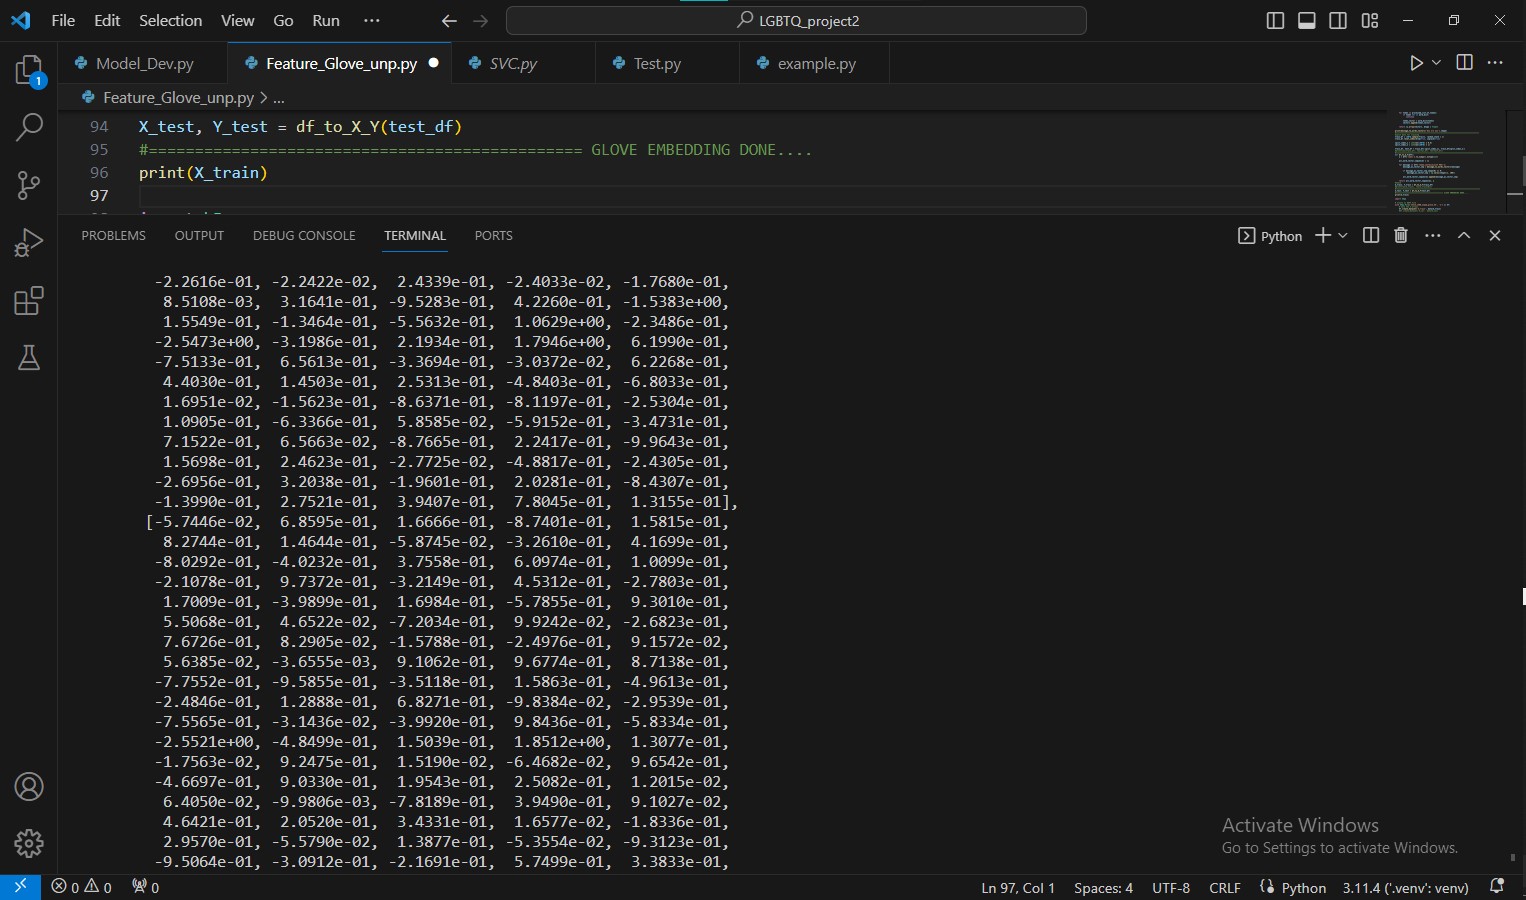 File Edit Selection View Go Run ··· LGBTQ_project2
Model_Dev.py Feature_Glove_unp.py SVC.py Test.py example.py
Feature_Glove_unp.py > ...
94 X_test, Y_test = df_to_X_Y(test_df)
95 #=============================================== GLOVE EMBEDDING DONE....
96 print(X_train)
97
PROBLEMS OUTPUT DEBUG CONSOLE TERMINAL PORTS Python
-2.2616e-01, -2.2422e-02, 2.4339e-01, -2.4033e-02, -1.7680e-01,
8.5108e-03, 3.1641e-01, -9.5283e-01, 4.2260e-01, -1.5383e+00,
1.5549e-01, -1.3464e-01, -5.5632e-01, 1.0629e+00, -2.3486e-01,
-2.5473e+00, -3.1986e-01, 2.1934e-01, 1.7946e+00, 6.1990e-01,
-7.5133e-01, 6.5613e-01, -3.3694e-01, -3.0372e-02, 6.2268e-01,
4.4030e-01, 1.4503e-01, 2.5313e-01, -4.8403e-01, -6.8033e-01,
1.6951e-02, -1.5623e-01, -8.6371e-01, -8.1197e-01, -2.5304e-01,
1.0905e-01, -6.3366e-01, 5.8585e-02, -5.9152e-01, -3.4731e-01,
7.1522e-01, 6.5663e-02, -8.7665e-01, 2.2417e-01, -9.9643e-01,
1.5698e-01, 2.4623e-01, -2.7725e-02, -4.8817e-01, -2.4305e-01,
-2.6956e-01, 3.2038e-01, -1.9601e-01, 2.0281e-01, -8.4307e-01,
-1.3990e-01, 2.7521e-01, 3.9407e-01, 7.8045e-01, 1.3155e-01],
[-5.7446e-02, 6.8595e-01, 1.6666e-01, -8.7401e-01, 1.5815e-01,
8.2744e-01, 1.4644e-01, -5.8745e-02, -3.2610e-01, 4.1699e-01,
-8.0292e-01, -4.0232e-01, 3.7558e-01, 6.0974e-01, 1.0099e-01,
-2.1078e-01, 9.7372e-01, -3.2149e-01, 4.5312e-01, -2.7803e-01,
1.7009e-01, -3.9899e-01, 1.6984e-01, -5.7855e-01, 9.3010e-01,
5.5068e-01, 4.6522e-02, -7.2034e-01, 9.9242e-02, -2.6823e-01,
7.6726e-01, 8.2905e-02, -1.5788e-01, -2.4976e-01, 9.1572e-02,
5.6385e-02, -3.6555e-03, 9.1062e-01, 9.6774e-01, 8.7138e-01,
-7.7552e-01, -9.5855e-01, -3.5118e-01, 1.5863e-01, -4.9613e-01,
-2.4846e-01, 1.2888e-01, 6.8271e-01, -9.8384e-02, -2.9539e-01,
-7.5565e-01, -3.1436e-02, -3.9920e-01, 9.8436e-01, -5.8334e-01,
-2.5521e+00, -4.8499e-01, 1.5039e-01, 1.8512e+00, 1.3077e-01,
-1.7563e-02, 9.2475e-01, 1.5190e-02, -6.4682e-02, 9.6542e-01,
-4.6697e-01, 9.0330e-01, 1.9543e-01, 2.5082e-01, 1.2015e-02,
6.4050e-02, -9.9806e-03, -7.8189e-01, 3.9490e-01, 9.1027e-02,
4.6421e-01, 2.0520e-01, 3.4331e-01, 1.6577e-02, -1.8336e-01,
2.9570e-01, -5.5790e-02, 1.3877e-01, -5.3554e-02, -9.3123e-01,
-9.5064e-01, -3.0912e-01, -2.1691e-01, 5.7499e-01, 3.3833e-01,
Activate Windows
Go to Settings to activate Windows.
0 0 0 Ln 97, Col 1 Spaces: 4 UTF-8 CRLF Python 3.11.4 ('.venv': venv)